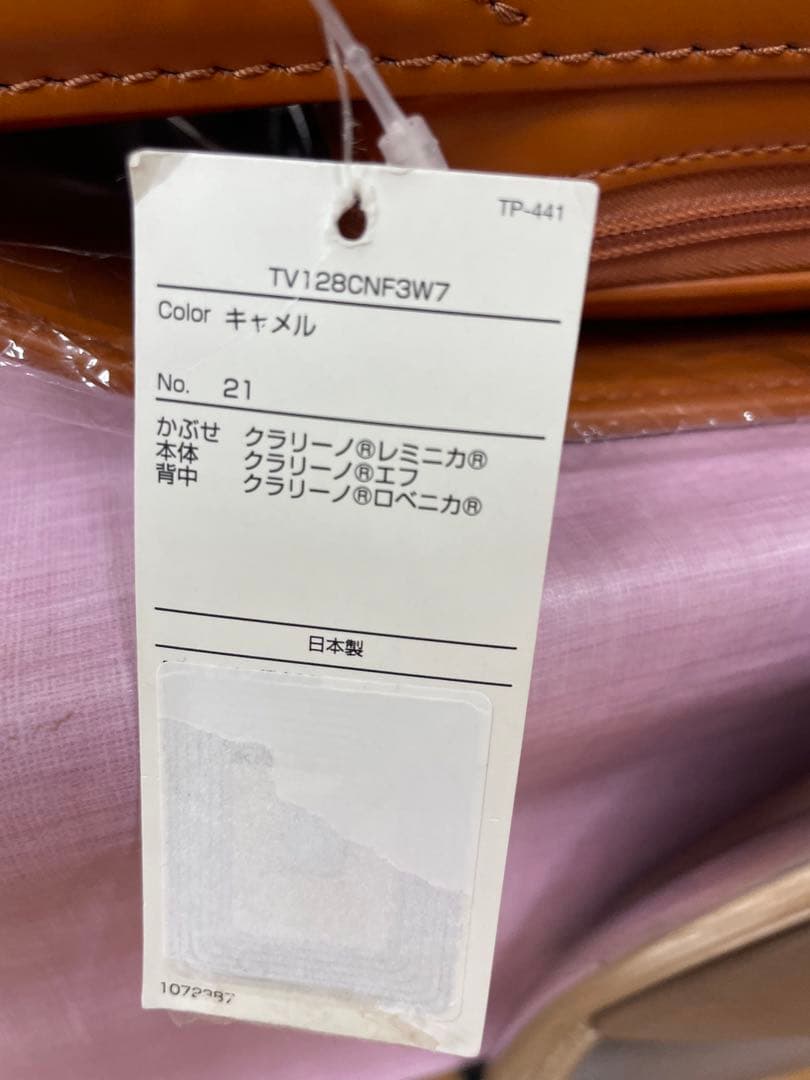 TP-441
TV128CNF3W7
Color キャメル
No. 21
かぶせ クラリーノ®レミニカ®
本体 クラリーノ®エフ
背中 クラリーノ®ロベニカ®
日本製
1072387